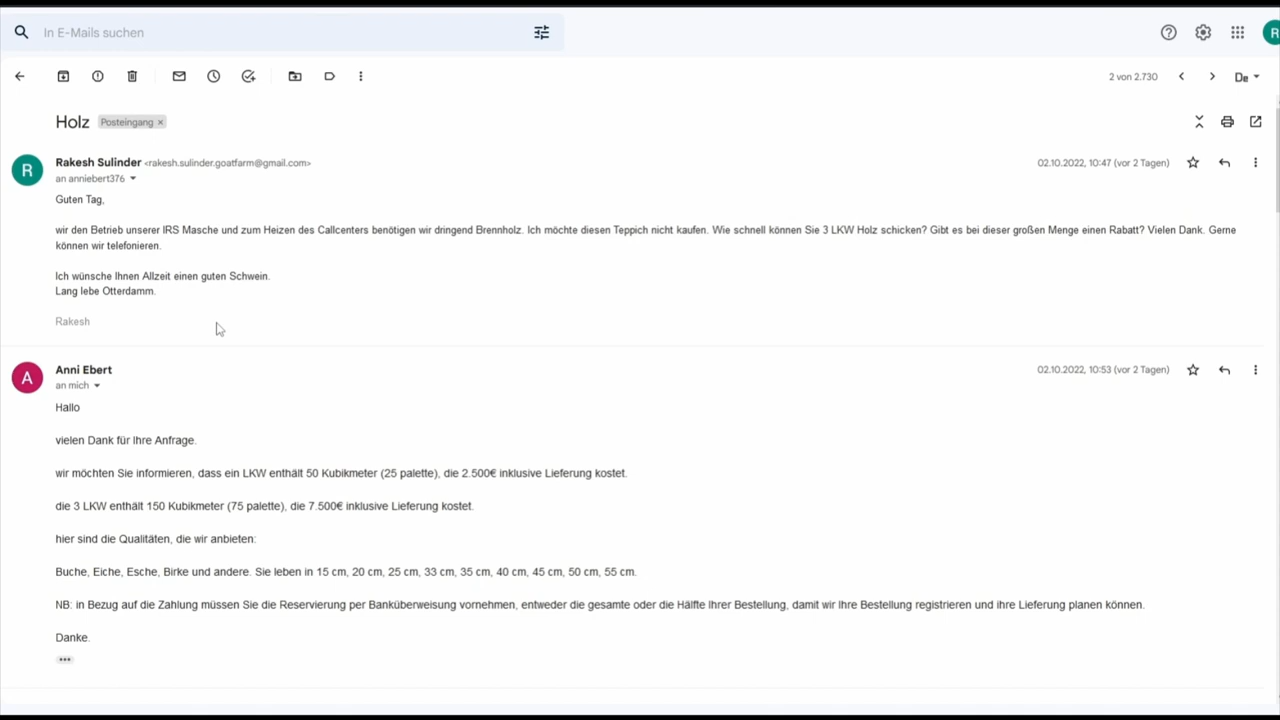 In E-Mails suchen
R
2 von 2.730
De
Holz Posteingang ×
R
Rakesh Sulinder <rakesh.sulinder.goatfarm@gmail.com>
02.10.2022, 10:47 (vor 2 Tagen)
an anniebert376
Guten Tag,
wir den Betrieb unserer IRS Masche und zum Heizen des Callcenters benötigen wir dringend Brennholz. Ich möchte diesen Teppich nicht kaufen. Wie schnell können Sie 3 LKW Holz schicken? Gibt es bei dieser großen Menge einen Rabatt? Vielen Dank. Gerne
können wir telefonieren.
Ich wünsche Ihnen Allzeit einen guten Schwein.
Lang lebe Otterdamm.
Rakesh
A
Anni Ebert
02.10.2022, 10:53 (vor 2 Tagen)
an mich
Hallo
vielen Dank für Ihre Anfrage.
wir möchten Sie informieren, dass ein LKW enthält 50 Kubikmeter (25 palette), die 2.500€ inklusive Lieferung kostet.
die 3 LKW enthält 150 Kubikmeter (75 palette), die 7.500€ inklusive Lieferung kostet.
hier sind die Qualitäten, die wir anbieten:
Buche, Eiche, Esche, Birke und andere. Sie leben in 15 cm, 20 cm, 25 cm, 33 cm, 35 cm, 40 cm, 45 cm, 50 cm, 55 cm.
NB: in Bezug auf die Zahlung müssen Sie die Reservierung per Banküberweisung vornehmen, entweder die gesamte oder die Hälfte Ihrer Bestellung, damit wir Ihre Bestellung registrieren und ihre Lieferung planen können.
Danke.